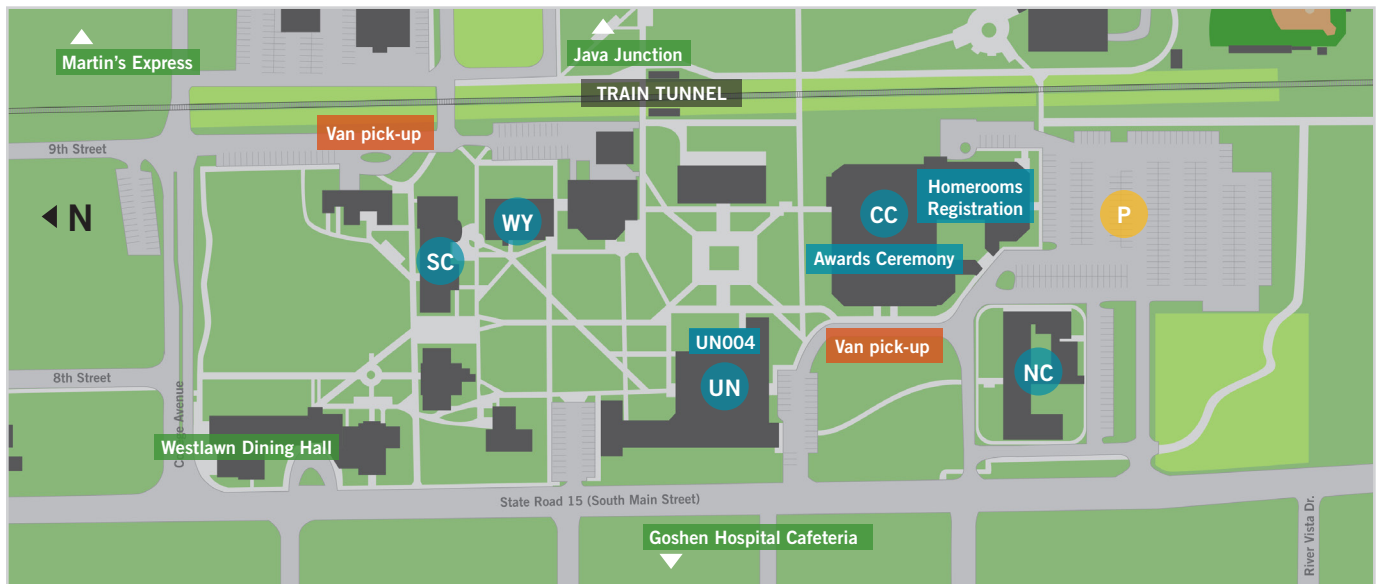 Martin's Express
Java Junction
TRAIN TUNNEL
Van pick-up
9th Street
N
WY
SC
CC
Homerooms
Registration
P
Awards Ceremony
UN004
Van pick-up
8th Street
UN
NC
College Avenue
Westlawn Dining Hall
State Road 15 (South Main Street)
Goshen Hospital Cafeteria
River Vista Dr.